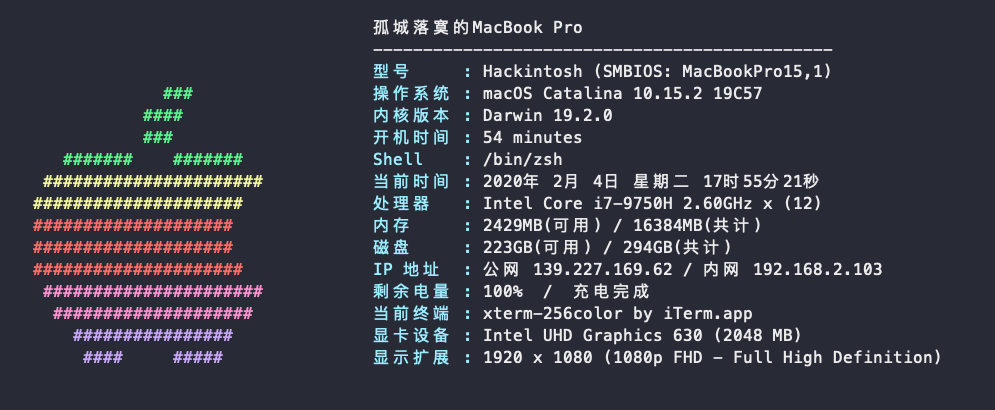 孤城落寞的MacBook Pro
----------------------------------------------
型号 : Hackintosh (SMBIOS: MacBookPro15,1)
操作系统 : macOS Catalina 10.15.2 19C57
内核版本 : Darwin 19.2.0
开机时间 : 54 minutes
Shell : /bin/zsh
当前时间 : 2020年 2月 4日 星期二 17时55分21秒
处理器 : Intel Core i7-9750H 2.60GHz x (12)
内存 : 2429MB(可用) / 16384MB(共计)
磁盘 : 223GB(可用) / 294GB(共计)
IP 地址 : 公网 139.227.169.62 / 内网 192.168.2.103
剩余电量 : 100% / 充电完成
当前终端 : xterm-256color by iTerm.app
显卡设备 : Intel UHD Graphics 630 (2048 MB)
显示扩展 : 1920 x 1080 (1080p FHD - Full High Definition)